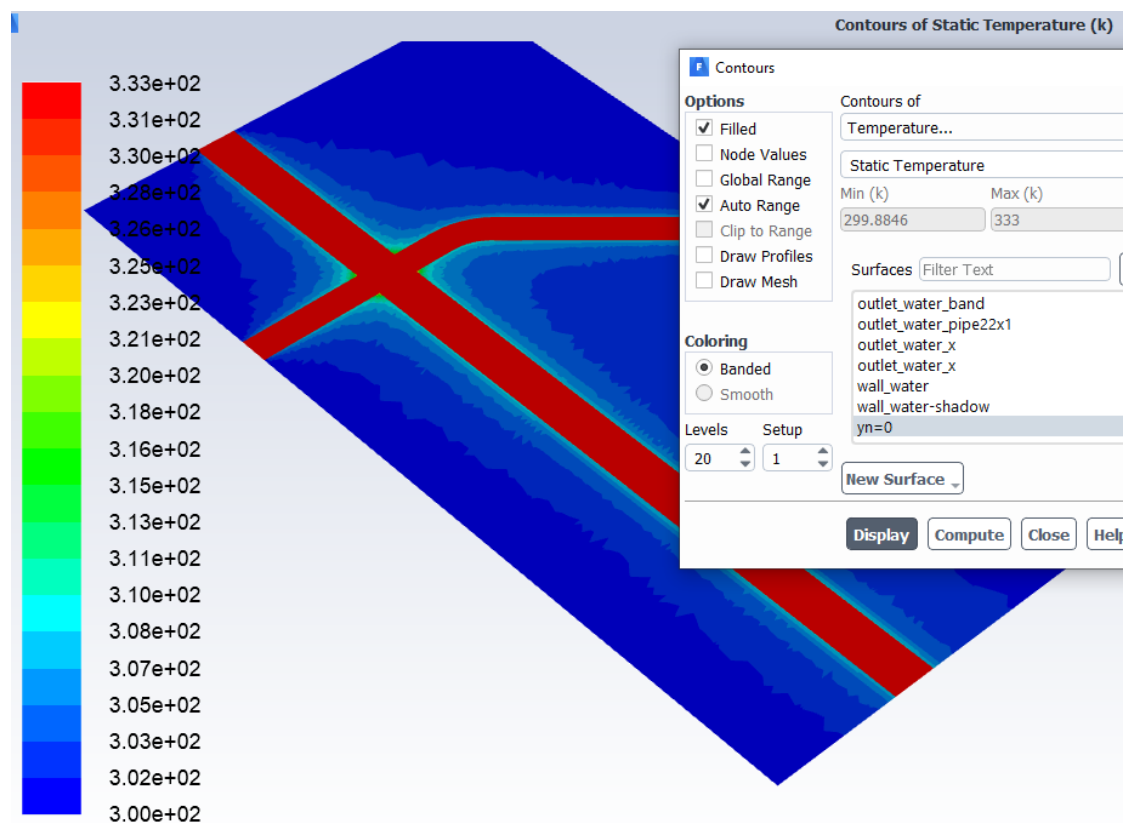 Contours of Static Temperature (k)
3.33e+02
3.31e+02
3.30e+02
3.28e+02
3.26e+02
3.25e+02
3.23e+02
3.21e+02
3.20e+02
3.18e+02
3.16e+02
3.15e+02
3.13e+02
3.11e+02
3.10e+02
3.08e+02
3.07e+02
3.05e+02
3.03e+02
3.02e+02
3.00e+02
F Contours
Options
Filled
Node Values
Global Range
Auto Range
Clip to Range
Draw Profiles
Draw Mesh
Coloring
Banded
Smooth
Levels Setup
20 1
Contours of
Temperature...
Static Temperature
Min (k) Max (k)
299.8846 333
Surfaces Filter Text
outlet_water_band
outlet_water_pipe22x1
outlet_water_x
outlet_water_x
wall_water
wall_water-shadow
yn=0
New Surface
Display Compute Close Help